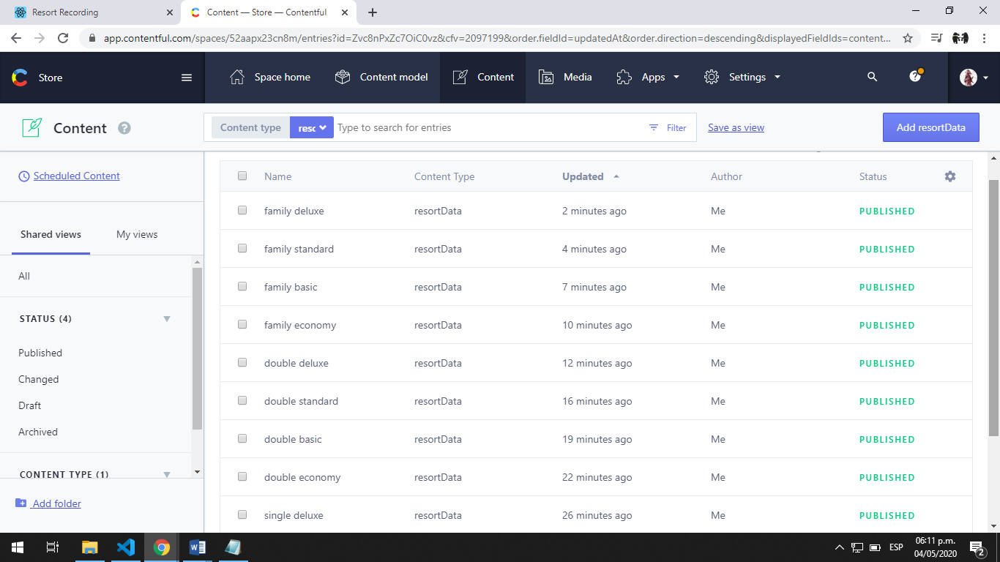 Resort Recording
Content — Store — Contentful
app.contentful.com/spaces/52aapx23cn8m/entries?id=Zvc8nPxZc7OiC0vz&cfv=2097199&order.fieldId=updatedAt&order.direction=descending&displayedFieldIds=content...
Store
Space home
Content model
Content
Media
Apps
Settings
Content
Content type
resc
Type to search for entries
Filter
Save as view
Add resortData
Scheduled Content
Shared views
My views
All
STATUS (4)
Published
Changed
Draft
Archived
CONTENT TYPE (1)
Add folder
Name Content Type Updated Author Status
family deluxe resortData 2 minutes ago Me PUBLISHED
family standard resortData 4 minutes ago Me PUBLISHED
family basic resortData 7 minutes ago Me PUBLISHED
family economy resortData 10 minutes ago Me PUBLISHED
double deluxe resortData 12 minutes ago Me PUBLISHED
double standard resortData 16 minutes ago Me PUBLISHED
double basic resortData 19 minutes ago Me PUBLISHED
double economy resortData 22 minutes ago Me PUBLISHED
single deluxe resortData 26 minutes ago Me PUBLISHED
ESP
06:11 p.m.
04/05/2020
2